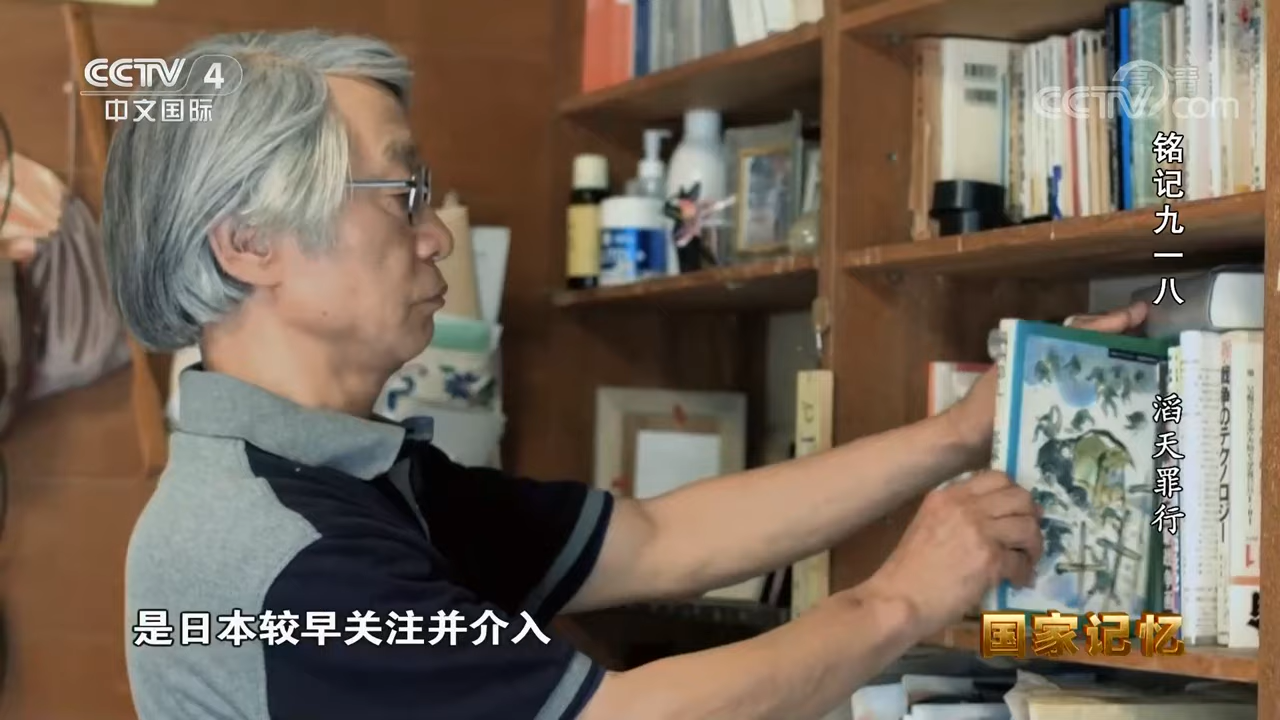 CCTV 4
中文国际
高清
CCTV.com
铭记九一八
滔天罪行
戦争のテクノロジー
是日本较早关注并介入
国家记忆